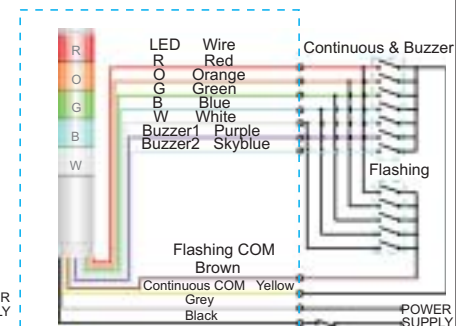 LED Wire
R Red
O Orange
G Green
B Blue
W White
Buzzer1 Purple
Buzzer2 Skyblue
Continuous & Buzzer
R
O
G
B
W
Flashing
Flashing COM
Brown
Continuous COM Yellow
Grey
Black
POWER
SUPPLY
R
LY